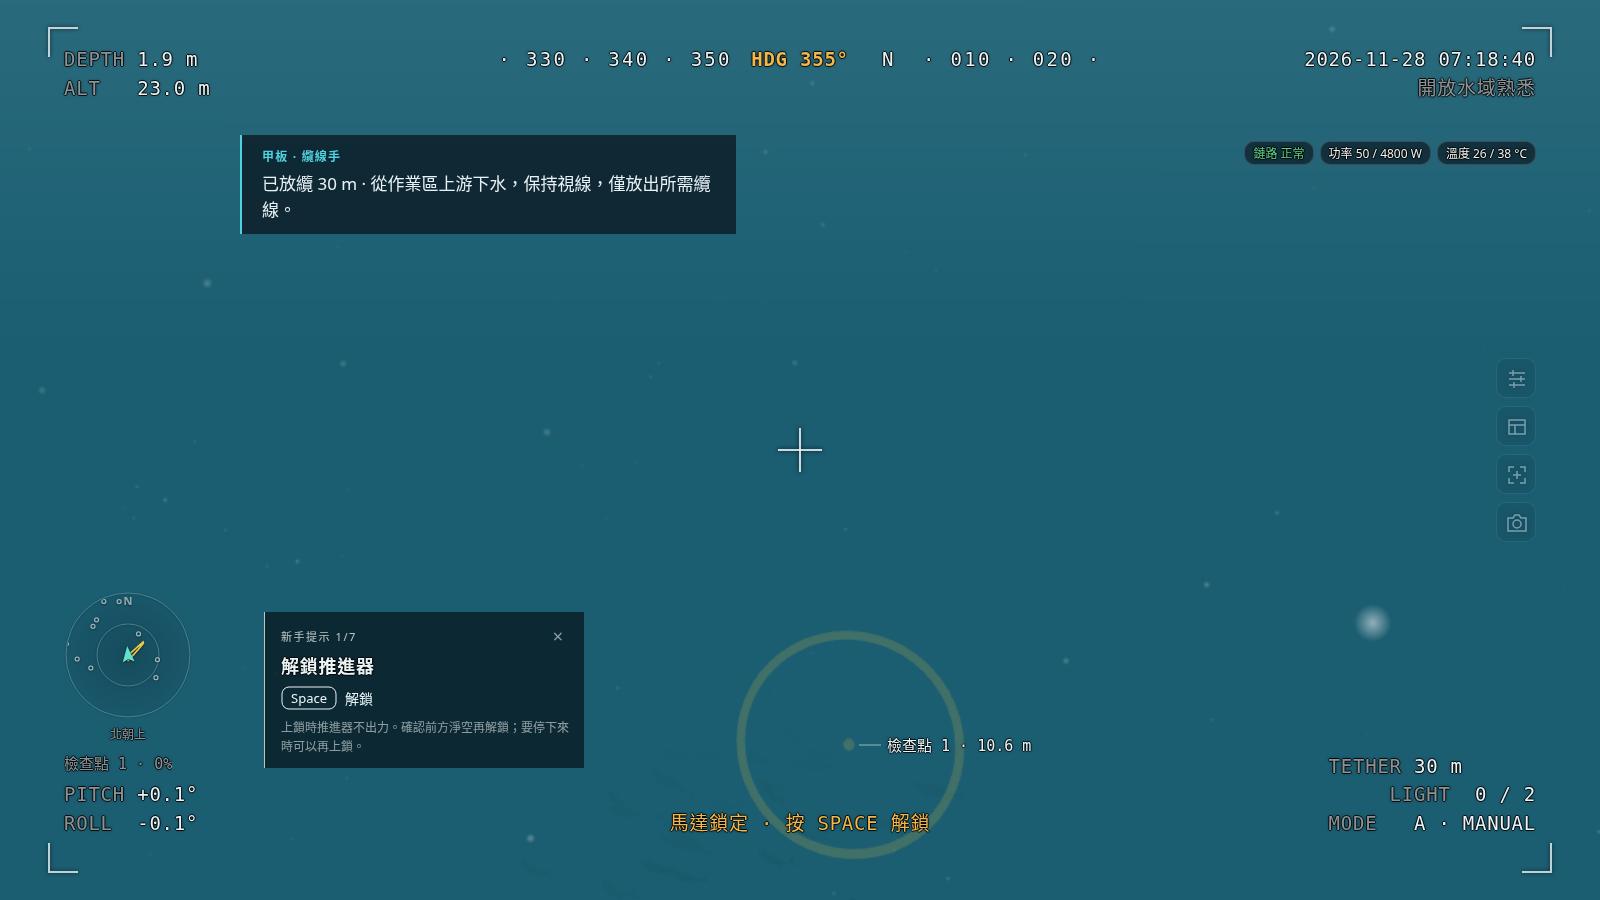 DEPTH 1.9 m
ALT 23.0 m
· 330 · 340 · 350 HDG 355° N · 010 · 020 ·
2026-11-28 07:18:40
開放水域熟悉
鏈路 正常
功率 50 / 4800 W
溫度 26 / 38 °C
甲板 · 纜線手
已放纜 30 m · 從作業區上游下水，保持視線，僅放出所需纜
線。
N
北朝上
檢查點 1 · 0%
PITCH +0.1°
ROLL -0.1°
新手提示 1/7
解鎖推進器
Space 解鎖
上鎖時推進器不出力。確認前方淨空再解鎖；要停下來
時可以再上鎖。
檢查點 1 · 10.6 m
馬達鎖定 · 按 SPACE 解鎖
TETHER 30 m
LIGHT 0 / 2
MODE A · MANUAL